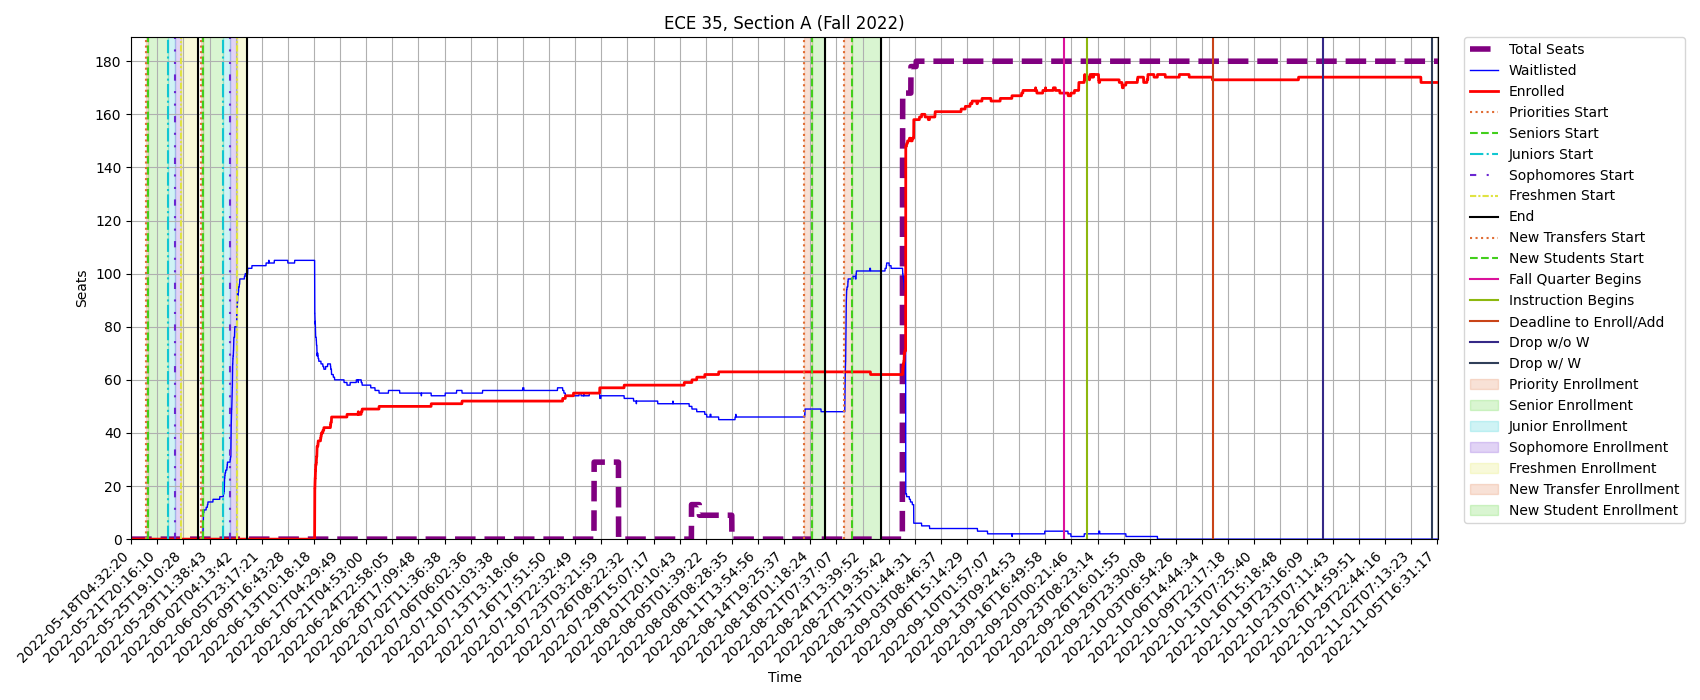 ECE 35, Section A (Fall 2022)
Seats
180
160
140
120
100
80
60
40
20
0
2022-05-18T04:32:20
2022-05-21T20:16:10
2022-05-25T19:10:28
2022-05-29T11:38:43
2022-06-02T04:13:42
2022-06-05T23:17:21
2022-06-09T16:43:28
2022-06-13T10:18:18
2022-06-17T04:29:49
2022-06-21T04:53:00
2022-06-24T22:58:05
2022-06-28T17:09:48
2022-07-02T11:36:38
2022-07-06T06:02:36
2022-07-10T01:03:38
2022-07-13T13:18:06
2022-07-16T17:51:50
2022-07-19T22:32:49
2022-07-23T03:21:59
2022-07-26T08:22:32
2022-07-29T15:07:17
2022-08-01T20:10:43
2022-08-05T01:39:22
2022-08-08T08:28:35
2022-08-11T13:54:56
2022-08-14T19:25:37
2022-08-18T01:18:24
2022-08-21T07:37:07
2022-08-24T13:39:52
2022-08-27T19:35:42
2022-08-31T01:44:31
2022-09-03T08:46:37
2022-09-06T15:14:29
2022-09-10T01:57:07
2022-09-13T09:24:53
2022-09-16T16:49:58
2022-09-20T00:21:46
2022-09-23T08:23:14
2022-09-26T16:01:55
2022-09-29T23:30:08
2022-10-03T06:54:26
2022-10-06T14:44:34
2022-10-09T22:17:18
2022-10-13T07:25:40
2022-10-16T15:18:48
2022-10-19T23:16:09
2022-10-23T07:11:43
2022-10-26T14:59:51
2022-10-29T22:44:16
2022-11-02T07:13:23
2022-11-05T16:31:17
Time
Total Seats
Waitlisted
Enrolled
Priorities Start
Seniors Start
Juniors Start
Sophomores Start
Freshmen Start
End
New Transfers Start
New Students Start
Fall Quarter Begins
Instruction Begins
Deadline to Enroll/Add
Drop w/o W
Drop w/ W
Priority Enrollment
Senior Enrollment
Junior Enrollment
Sophomore Enrollment
Freshmen Enrollment
New Transfer Enrollment
New Student Enrollment